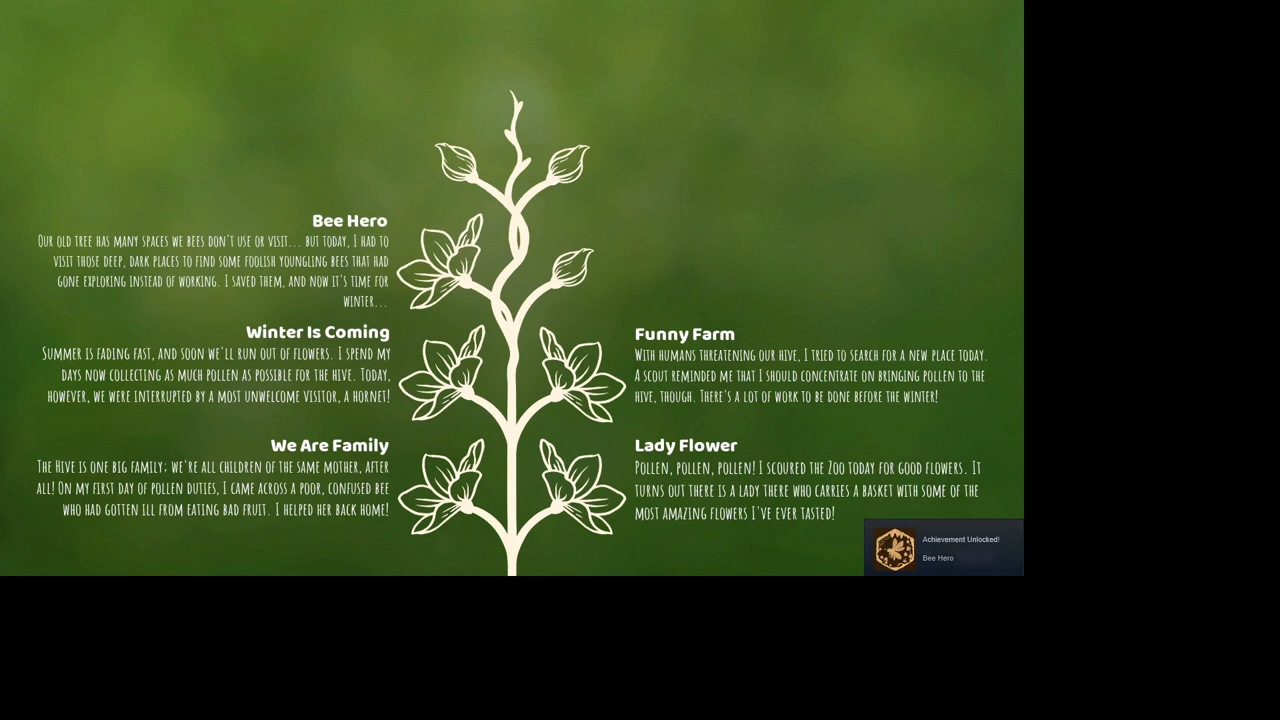 Bee Hero
Our old tree has many spaces we bees don't use or visit... but today, I had to
visit those deep, dark places to find some foolish youngling bees that had
gone exploring instead of working. I saved them, and now it's time for
winter...
Winter Is Coming
Summer is fading fast, and soon we'll run out of flowers. I spend my
days now collecting as much pollen as possible for the hive. Today,
however, we were interrupted by a most unwelcome visitor, a hornet!
We Are Family
The Hive is one big family; we're all children of the same mother, after
all! On my first day of pollen duties, I came across a poor, confused bee
who had gotten ill from eating bad fruit. I helped her back home!
Funny Farm
With humans threatening our hive, I tried to search for a new place today.
A scout reminded me that I should concentrate on bringing pollen to the
hive, though. There's a lot of work to be done before the winter!
Lady Flower
Pollen, pollen, pollen! I scoured the Zoo today for good flowers. It
turns out there is a lady there who carries a basket with some of the
most amazing flowers I've ever tasted!
Achievement Unlocked!
Bee Hero